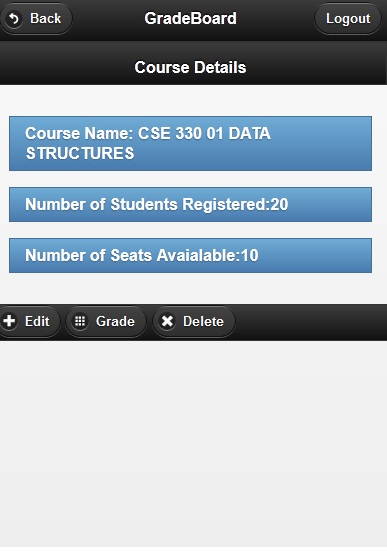 Back GradeBoard Logout
Course Details
Course Name: CSE 330 01 DATA
STRUCTURES
Number of Students Registered:20
Number of Seats Avaialable:10
Edit Grade Delete